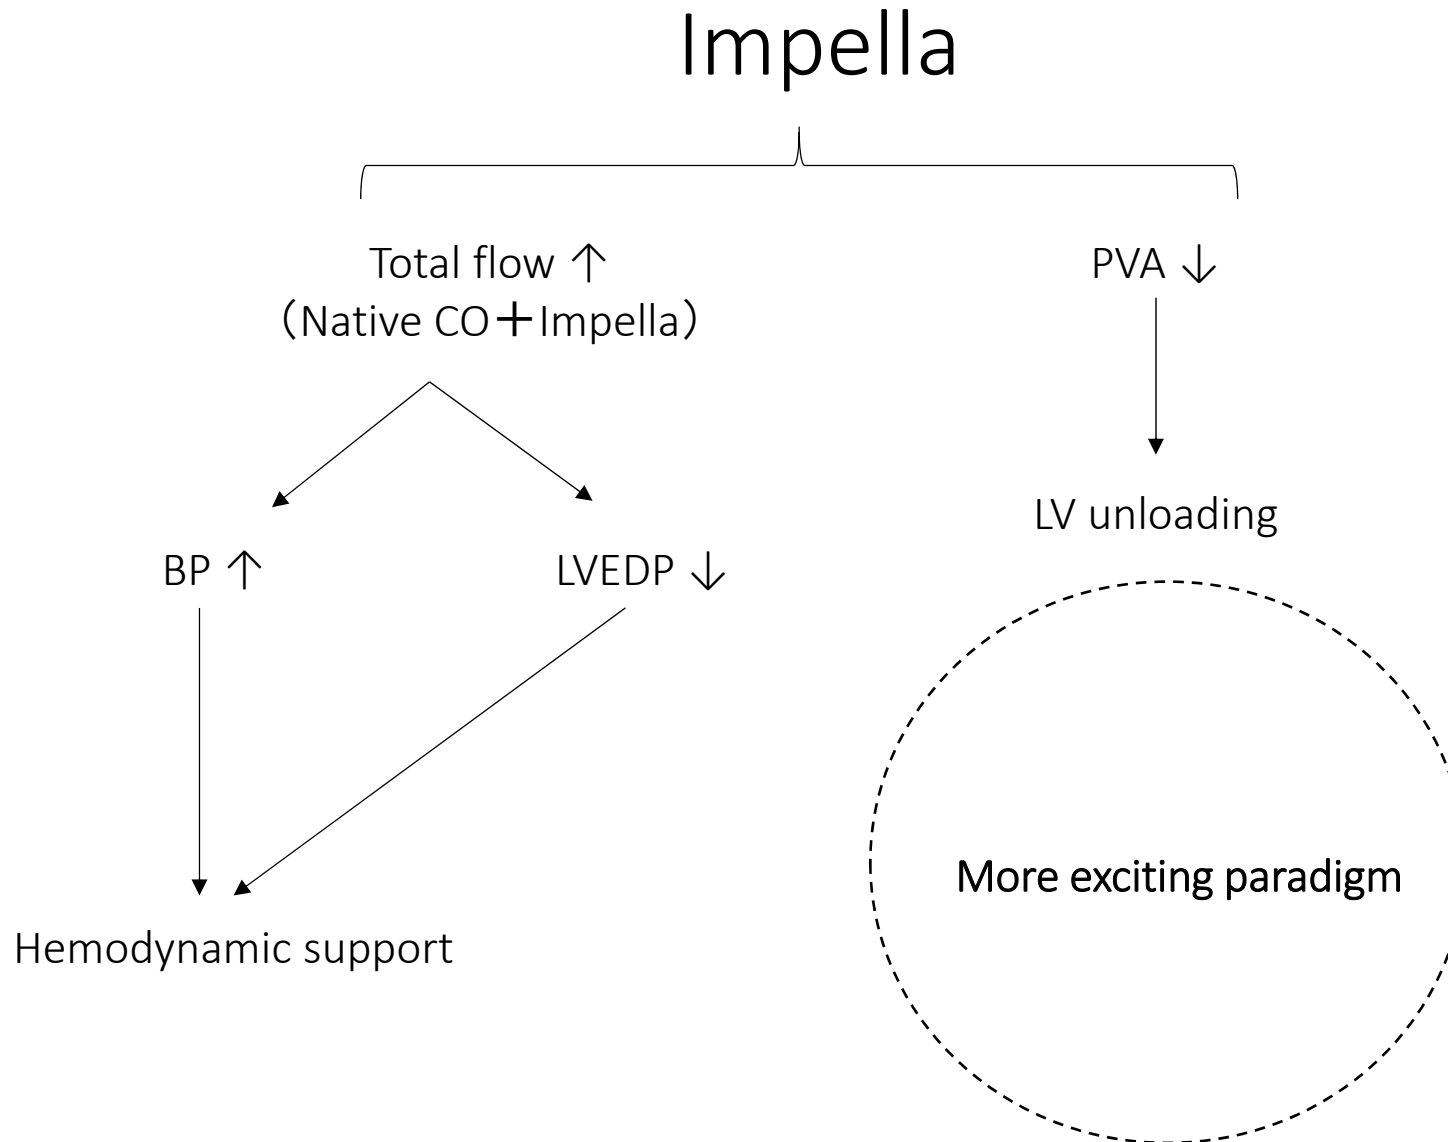 Impella
Total flow ↑
（Native CO＋Impella）
PVA ↓
BP ↑
LVEDP ↓
LV unloading
Hemodynamic support
More exciting paradigm